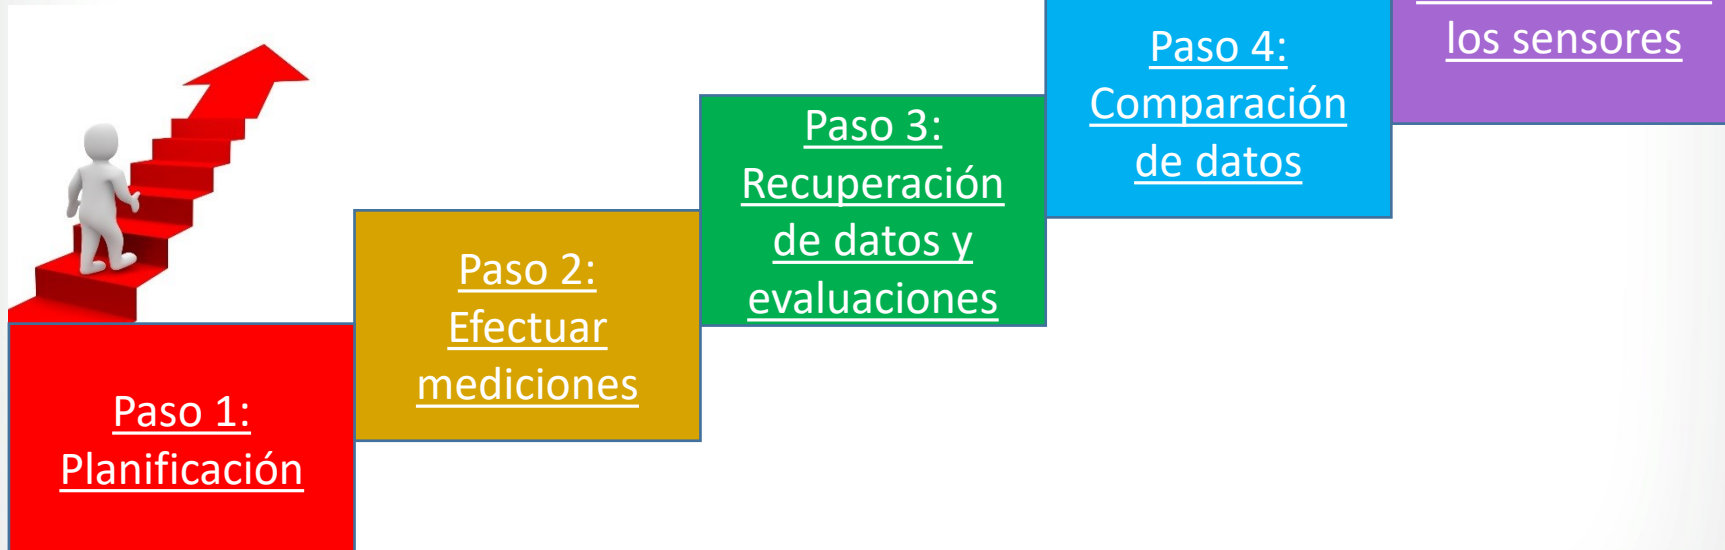 Paso 1:
Planificación
Paso 2:
Efectuar
mediciones
Paso 3:
Recuperación
de datos y
evaluaciones
Paso 4:
Comparación
de datos
los sensores